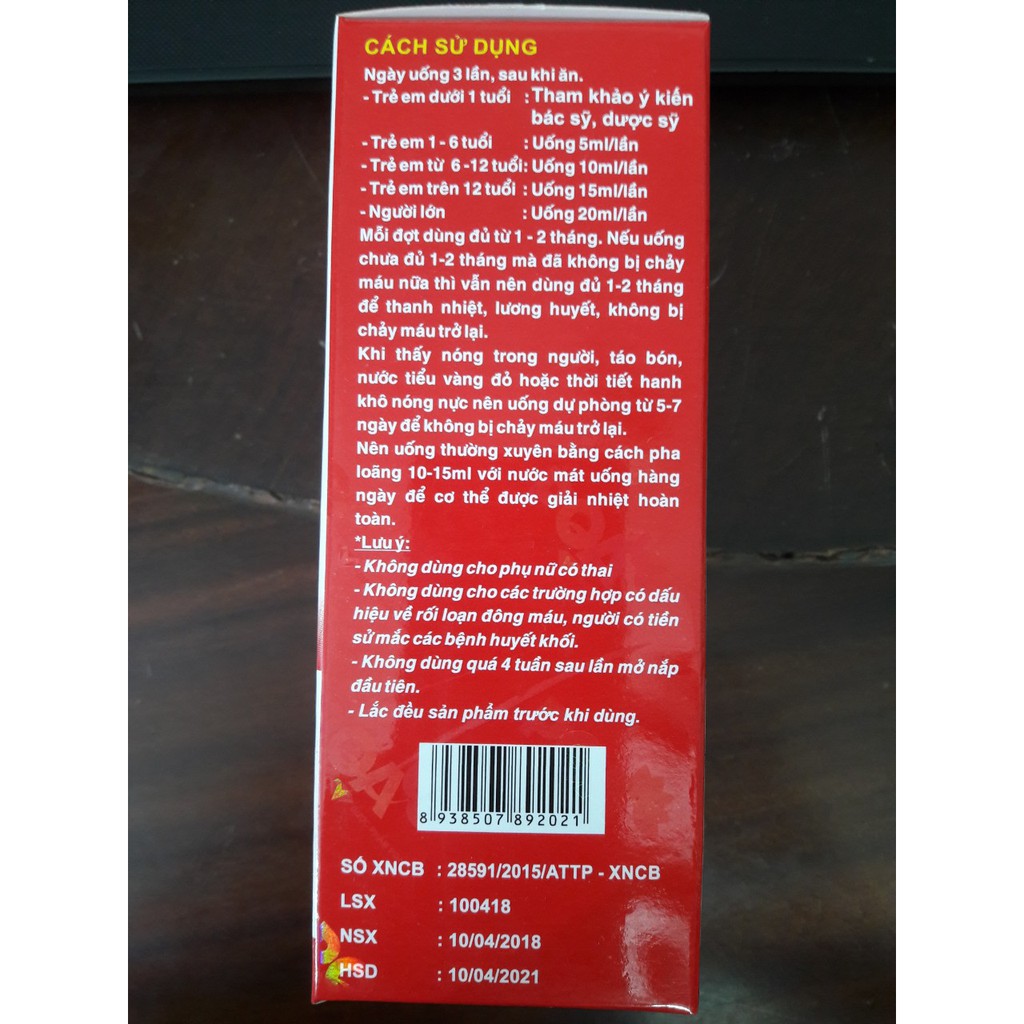 CÁCH SỬ DỤNG
Ngày uống 3 lần, sau khi ăn.
- Trẻ em dưới 1 tuổi : Tham khảo ý kiến
bác sỹ, dược sỹ
- Trẻ em 1 - 6 tuổi : Uống 5ml/lần
- Trẻ em từ 6 -12 tuổi: Uống 10ml/lần
- Trẻ em trên 12 tuổi : Uống 15ml/lần
- Người lớn : Uống 20ml/lần
Mỗi đợt dùng đủ từ 1 - 2 tháng. Nếu uống
chưa đủ 1-2 tháng mà đã không bị chảy
máu nữa thì vẫn nên dùng đủ 1-2 tháng
để thanh nhiệt, lương huyết, không bị
chảy máu trở lại.
Khi thấy nóng trong người, táo bón,
nước tiểu vàng đỏ hoặc thời tiết hanh
khô nóng nực nên uống dự phòng từ 5-7
ngày để không bị chảy máu trở lại.
Nên uống thường xuyên bằng cách pha
loãng 10-15ml với nước mát uống hàng
ngày để cơ thể được giải nhiệt hoàn
toàn.
*Lưu ý:
- Không dùng cho phụ nữ có thai
- Không dùng cho các trường hợp có dấu
hiệu về rối loạn đông máu, người có tiền
sử mắc các bệnh huyết khối.
- Không dùng quá 4 tuần sau lần mở nắp
đầu tiên.
- Lắc đều sản phẩm trước khi dùng.
8 938507 892021
SỐ XNCB : 28591/2015/ATTP - XNCB
LSX : 100418
NSX : 10/04/2018
HSD : 10/04/2021